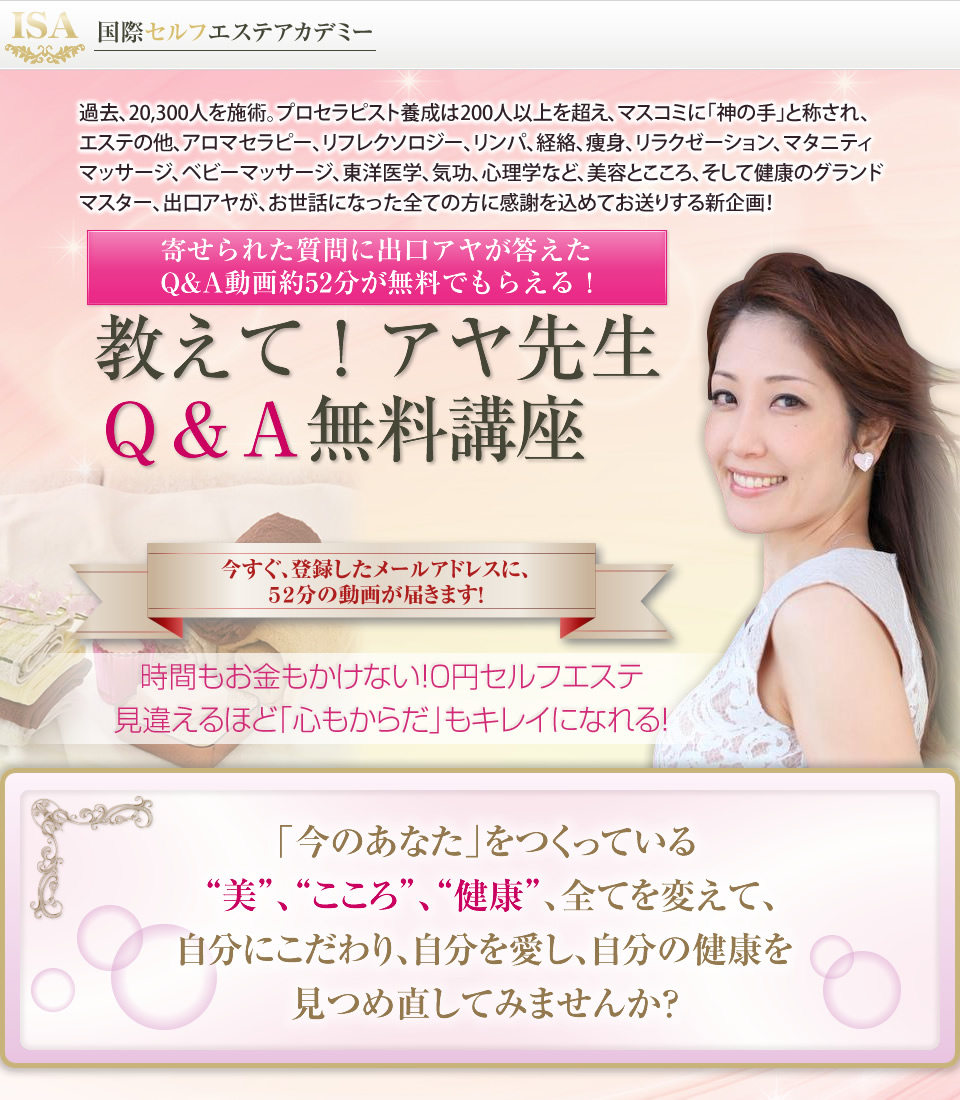 ISA
国際セルフエステアカデミー
過去、20,300人を施術。プロセラピスト養成は200人以上を超え、マスコミに「神の手」と称され、
エステの他、アロマセラピー、リフレクソロジー、リンパ、経絡、痩身、リラクゼーション、マタニティ
マッサージ、ベビーマッサージ、東洋医学、気功、心理学など、美容とこころ、そして健康のグランド
マスター、出口アヤが、お世話になった全ての方に感謝を込めてお送りする新企画！
寄せられた質問に出口アヤが答えた
Q&A動画約52分が無料でもらえる！
教えて！アヤ先生
Q＆A無料講座
今すぐ、登録したメールアドレスに、
52分の動画が届きます！
時間もお金もかけない！0円セルフエステ
見違えるほど「心もからだ」もキレイになれる！
「今のあなた」をつくっている
“美”、“こころ”、“健康”、全てを変えて、
自分にこだわり、自分を愛し、自分の健康を
見つめ直してみませんか？